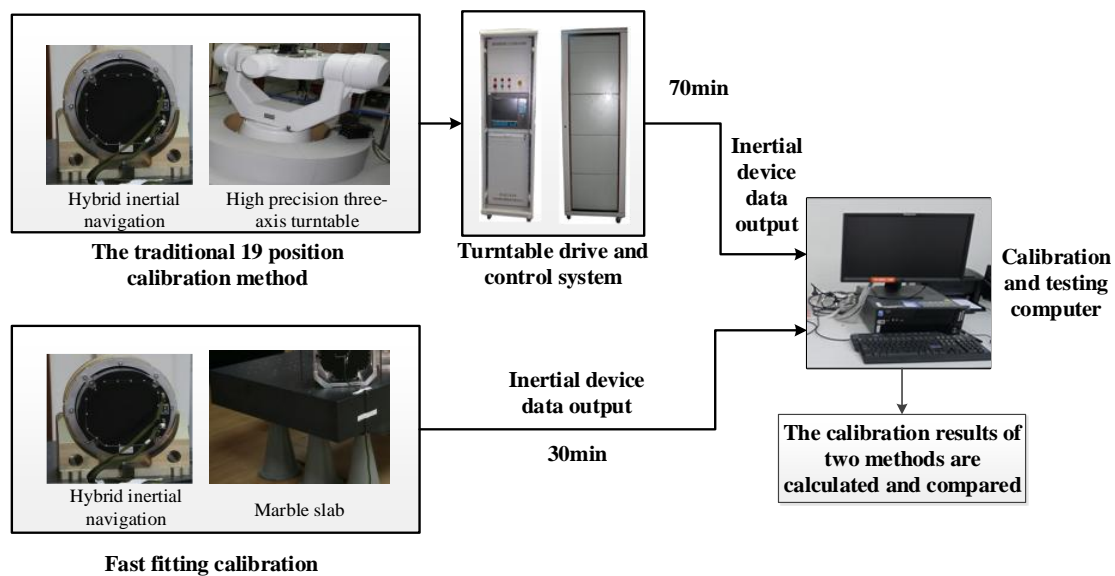 Hybrid inertial
navigation
High precision three-
axis turntable
The traditional 19 position
calibration method
Turntable drive and
control system
70min
Inertial
device
data
output
Calibration
and testing
computer
Hybrid inertial
navigation
Marble slab
Fast fitting calibration
Inertial device
data output
30min
The calibration results of
two methods are
calculated and compared